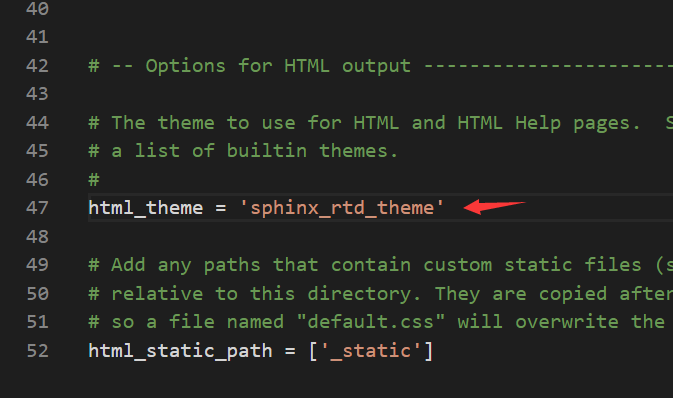 40
41
42 # -- Options for HTML output -----------------------
43
44 # The theme to use for HTML and HTML Help pages.
45 # a list of builtin themes.
46 #
47 html_theme = 'sphinx_rtd_theme'
48
49 # Add any paths that contain custom static files
50 # relative to this directory. They are copied after
51 # so a file named "default.css" will overwrite the
52 html_static_path = ['_static']